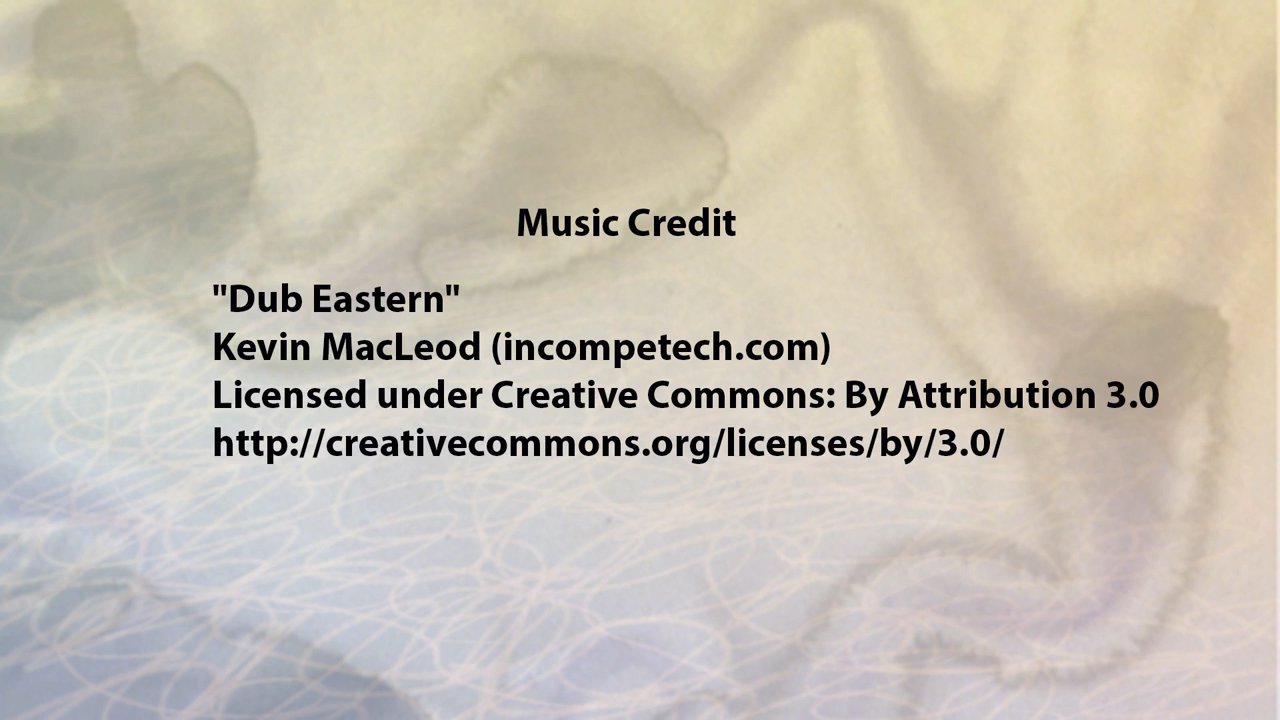 Music Credit
"Dub Eastern"
Kevin MacLeod (incompetech.com)
Licensed under Creative Commons: By Attribution 3.0
http://creativecommons.org/licenses/by/3.0/